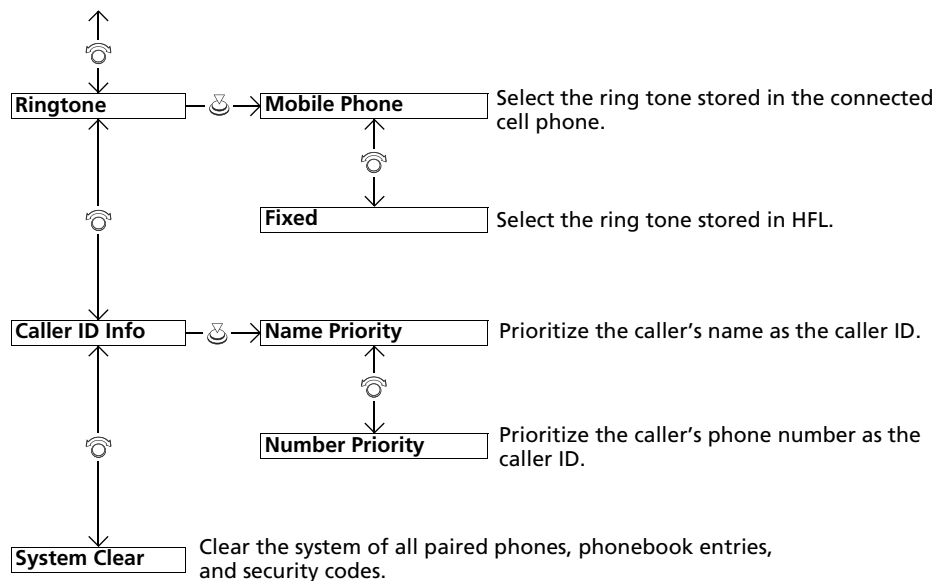 Ringtone
Mobile Phone
Select the ring tone stored in the connected
cell phone.
Fixed
Select the ring tone stored in HFL.
Caller ID Info
Name Priority
Prioritize the caller’s name as the caller ID.
Number Priority
Prioritize the caller’s phone number as the
caller ID.
System Clear
Clear the system of all paired phones, phonebook entries,
and security codes.